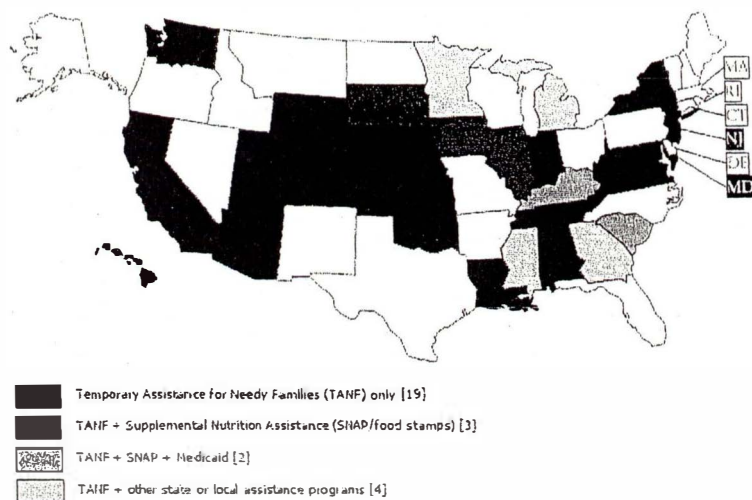 MA
RI
CT
NJ
DE
MD
Temporary Assistance for Needy Families (TANF) only [19]
TANF + Supplemental Nutrition Assistance (SNAP/food stamps) [3]
TANF + SNAP + Medicaid [2]
TANF + other state or local assistance programs [4]